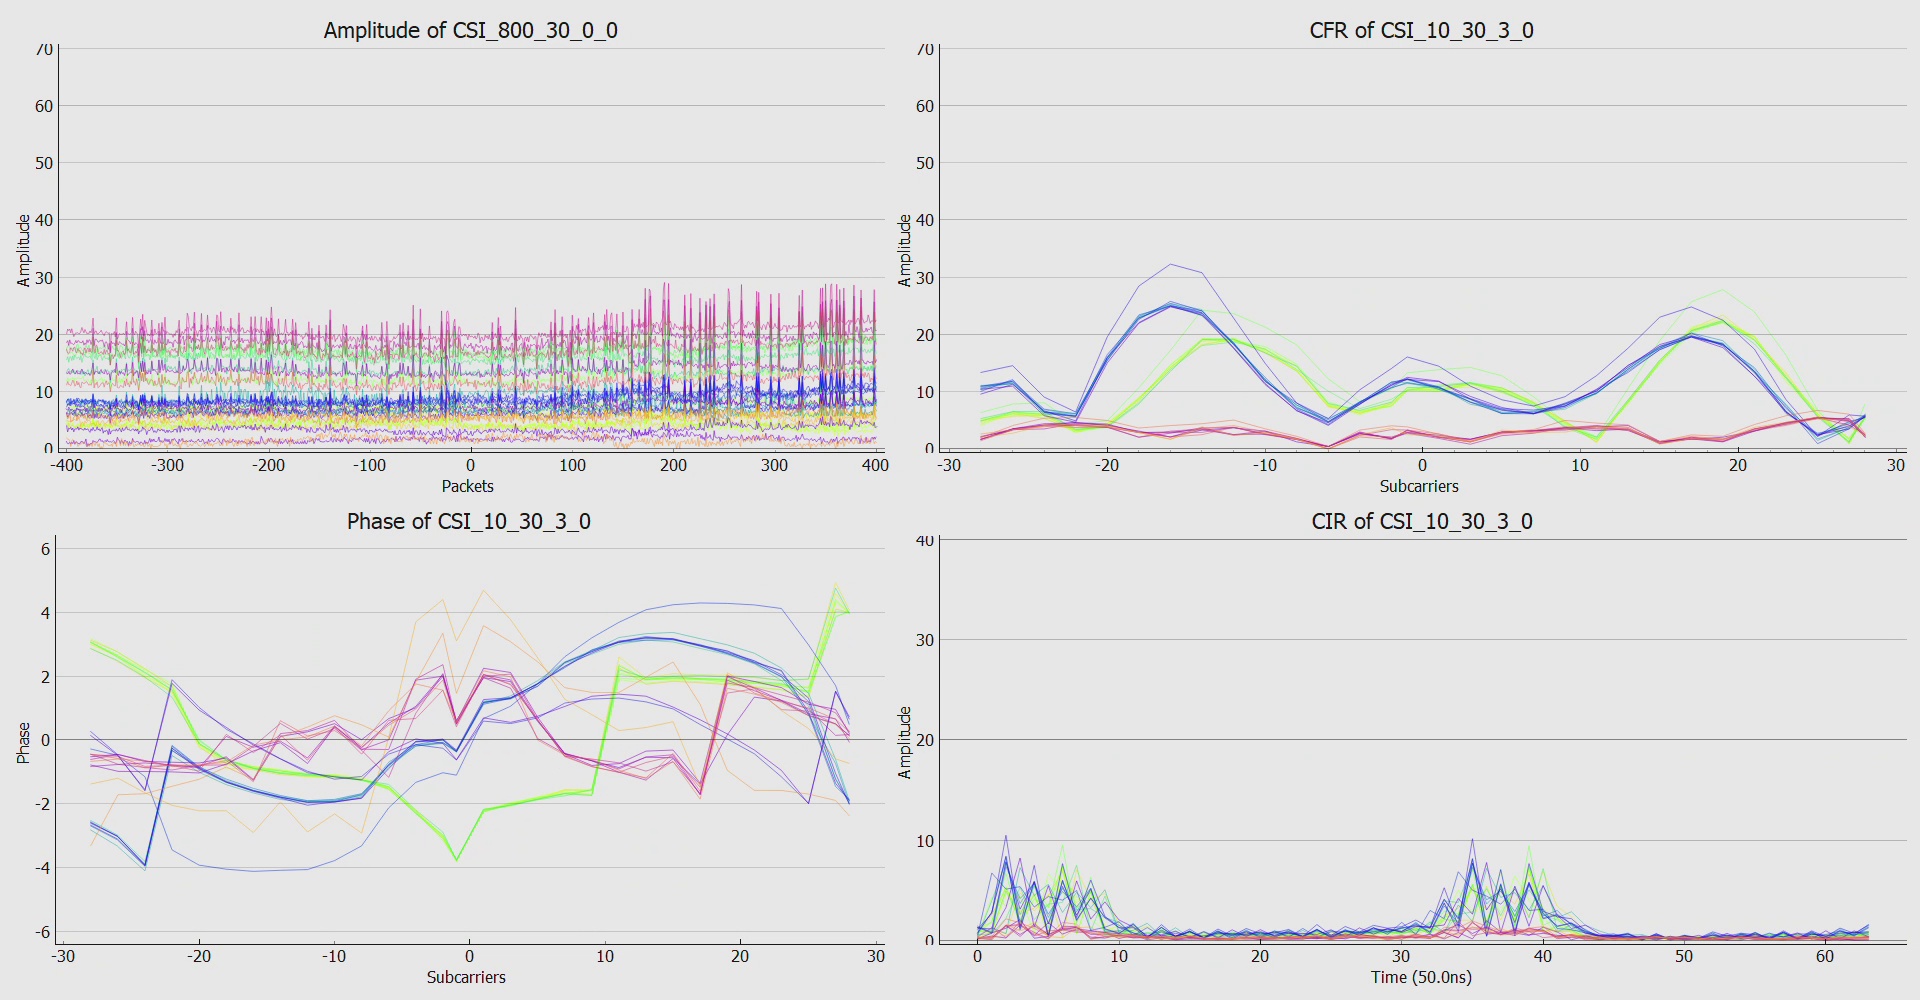 Amplitude of CSI_800_30_0_0
70
60
50
40
30
20
10
0
Amplitude
-400 -300 -200 -100 0 100 200 300 400
Packets
CFR of CSI_10_30_3_0
70
60
50
40
30
20
10
0
Amplitude
-30 -20 -10 0 10 20 30
Subcarriers
Phase of CSI_10_30_3_0
6
4
2
0
-2
-4
-6
Phase
-30 -20 -10 0 10 20 30
Subcarriers
CIR of CSI_10_30_3_0
40
30
20
10
0
Amplitude
0 10 20 30 40 50 60
Time (50.0ns)